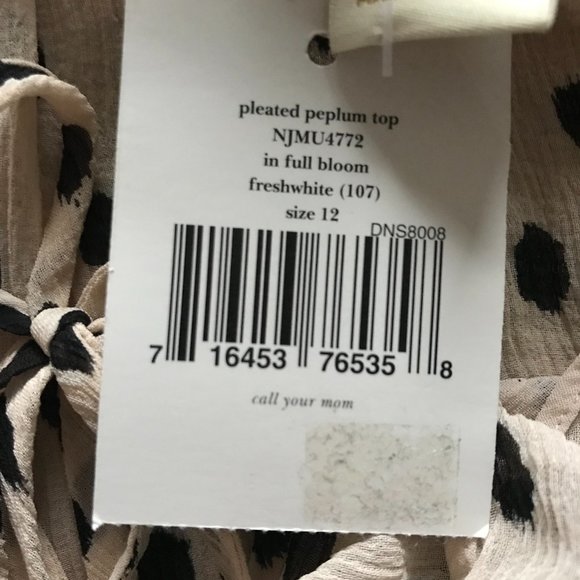 pleated peplum top
NJMU4772
in full bloom
freshwhite (107)
size 12
DNS8008
7 16453 76535 8
call your mom